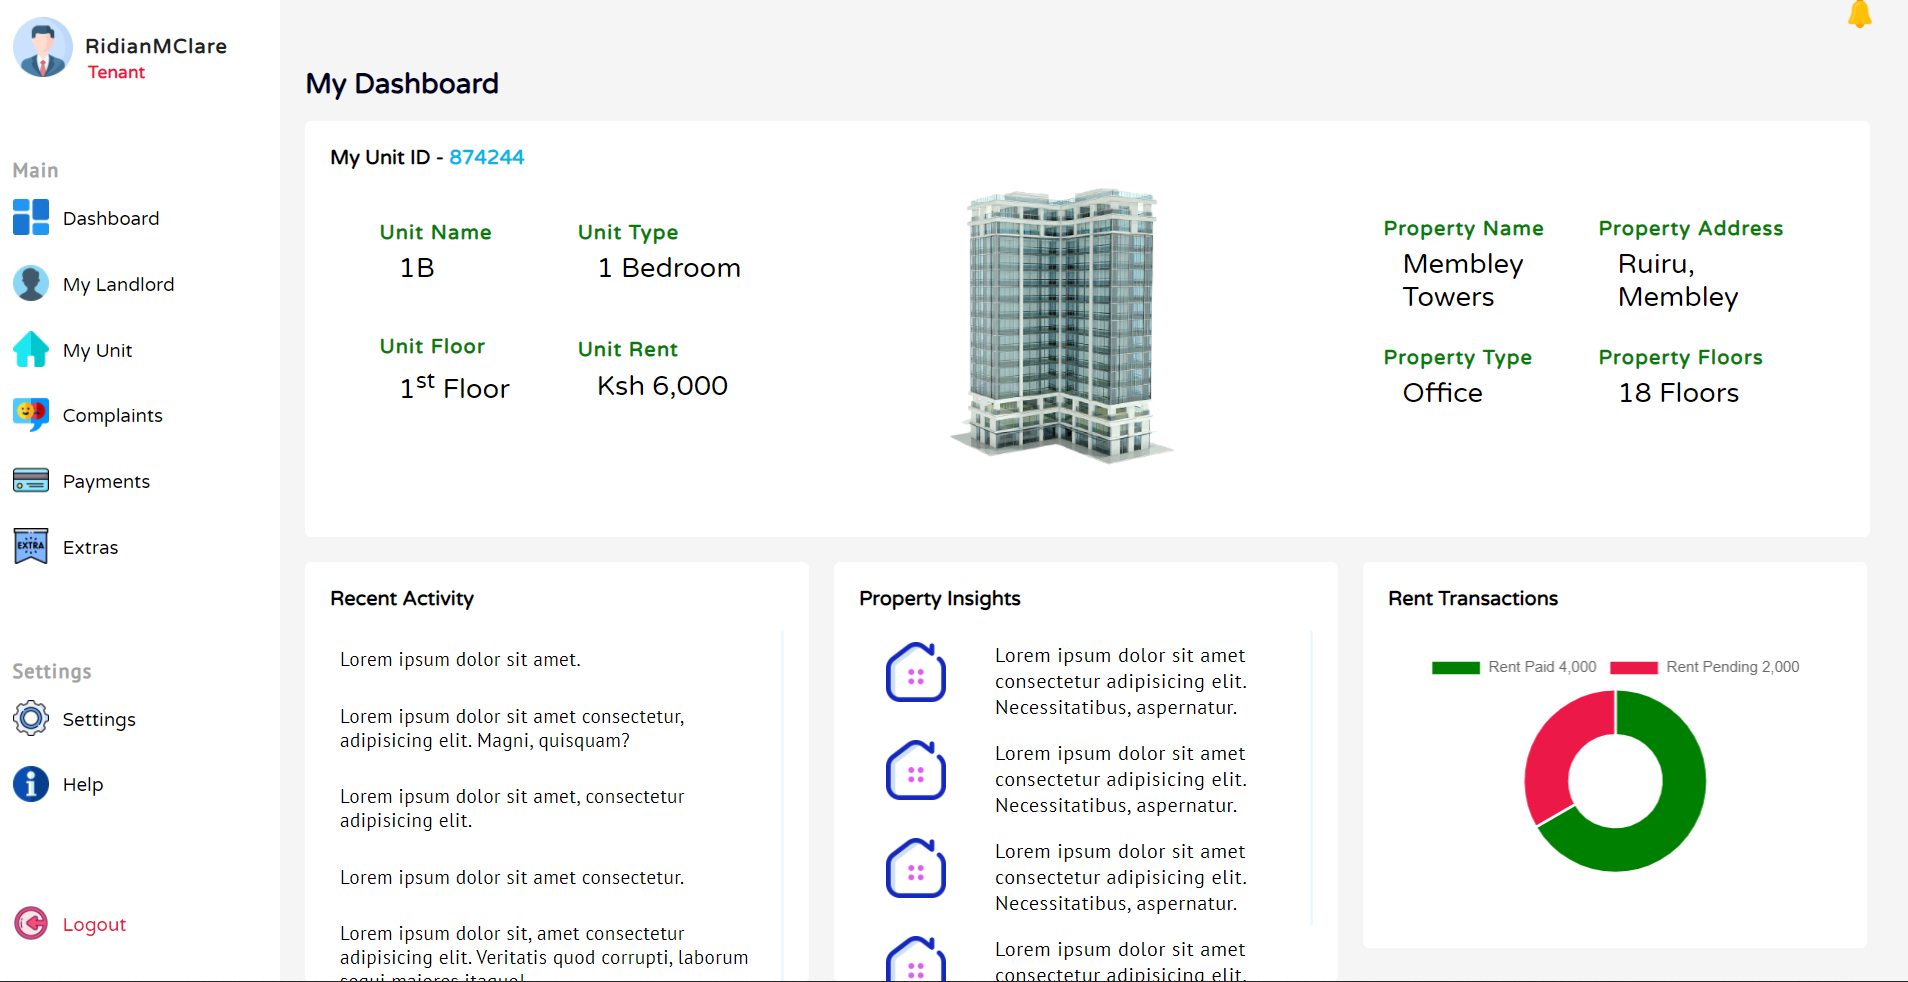 RidianMClare
Tenant
Main
Dashboard
My Landlord
My Unit
Complaints
Payments
EXTRA
Extras
Settings
Settings
Help
Logout
My Dashboard
My Unit ID - 874244
Unit Name
1B
Unit Type
1 Bedroom
Unit Floor
1st Floor
Unit Rent
Ksh 6,000
Property Name
Membley
Towers
Property Address
Ruiru,
Membley
Property Type
Office
Property Floors
18 Floors
Recent Activity
Lorem ipsum dolor sit amet.
Lorem ipsum dolor sit amet consectetur,
adipisicing elit. Magni, quisquam?
Lorem ipsum dolor sit amet, consectetur
adipisicing elit.
Lorem ipsum dolor sit amet consectetur.
Lorem ipsum dolor sit, amet consectetur
adipisicing elit. Veritatis quod corrupti, laborum
Property Insights
Lorem ipsum dolor sit amet
consectetur adipisicing elit.
Necessitatibus, aspernatur.
Lorem ipsum dolor sit amet
consectetur adipisicing elit.
Necessitatibus, aspernatur.
Lorem ipsum dolor sit amet
consectetur adipisicing elit.
Necessitatibus, aspernatur.
Lorem ipsum dolor sit amet
consectetur adipisicing elit.
Rent Transactions
Rent Paid 4,000
Rent Pending 2,000